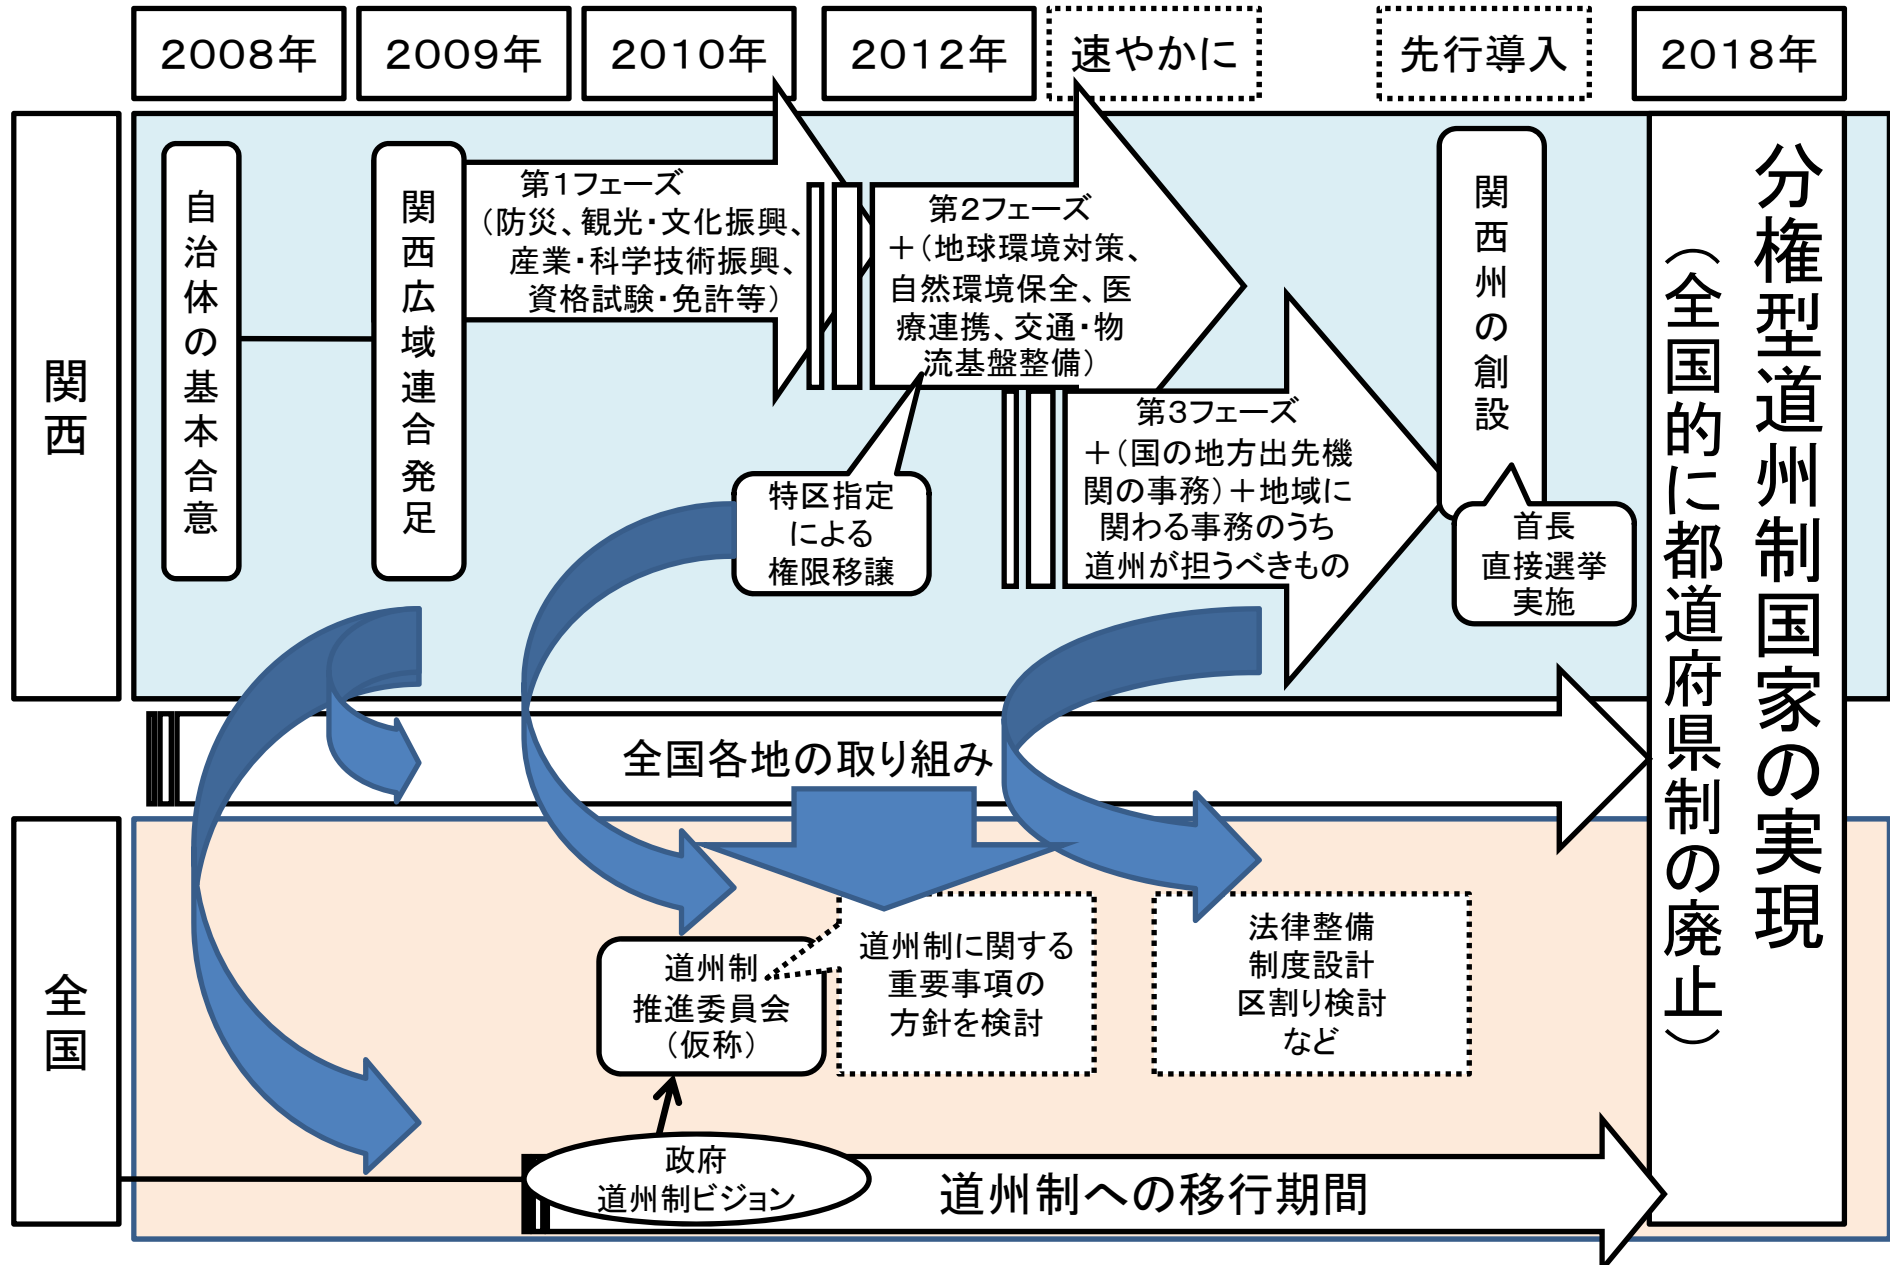 2008年
2009年
2010年
2012年
速やかに
先行導入
2018年
関西
自治体の基本合意
関西広域連合発足
第1フェーズ
(防災、観光・文化振興、
産業・科学技術振興、
資格試験・免許等)
第2フェーズ
+(地球環境対策、
自然環境保全、医
療連携、交通・物
流基盤整備)
特区指定
による
権限移譲
第3フェーズ
+(国の地方出先機
関の事務)+地域に
関わる事務のうち
道州が担うべきもの
関西州の創設
首長
直接選挙
実施
分権型道州制国家の実現
(全国的に都道府県制の廃止)
全国各地の取り組み
全国
道州制
推進委員会
(仮称)
道州制に関する
重要事項の
方針を検討
法律整備
制度設計
区割り検討
など
政府
道州制ビジョン
道州制への移行期間